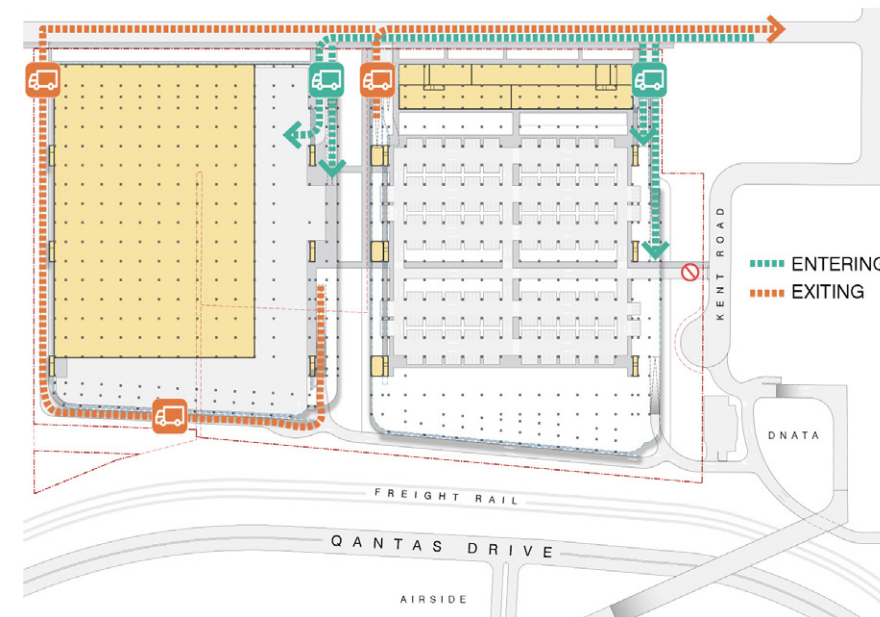 KENT ROAD
ENTERING
EXITING
DNATA
FREIGHT RAIL
QANTAS DRIVE
AIRSIDE